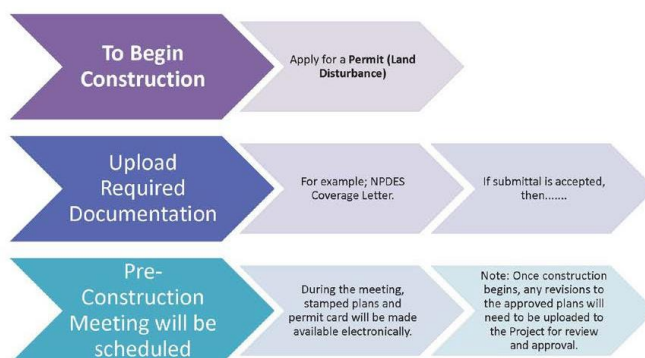 To Begin
Construction
Apply for a Permit (Land
Disturbance)
Upload
Required
Documentation
For example; NPDES
Coverage Letter.
If submittal is accepted,
then.......
Pre-
Construction
Meeting will be
scheduled
During the meeting,
stamped plans and
permit card will be made
available electronically.
Note: Once construction
begins, any revisions to
the approved plans will
need to be uploaded to
the Project for review
and approval.